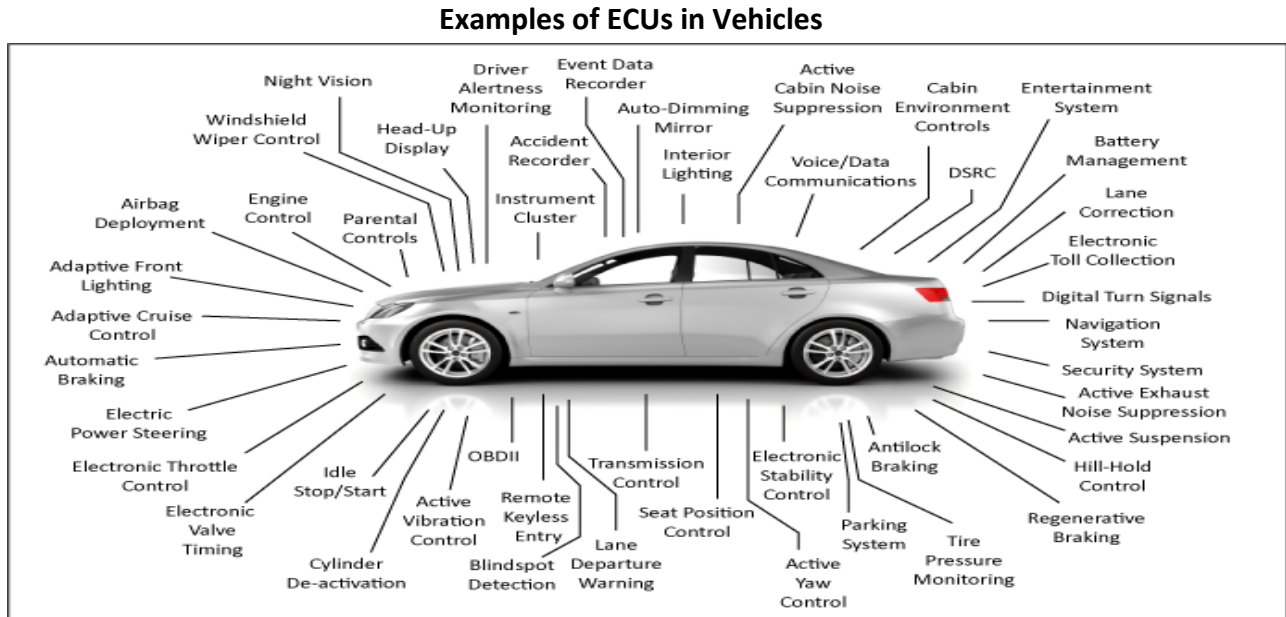 Examples of ECUs in Vehicles
Night Vision
Driver
Alertness
Monitoring
Event Data
Recorder
Active
Cabin Noise
Suppression
Cabin
Environment
Controls
Entertainment
System
Windshield
Wiper Control
Head-Up
Display
Accident
Recorder
Auto-Dimming
Mirror
Interior
Lighting
Voice/Data
Communications
DSRC
Battery
Management
Airbag
Deployment
Engine
Control
Parental
Controls
Instrument
Cluster
Lane
Correction
Adaptive Front
Lighting
Electronic
Toll Collection
Adaptive Cruise
Control
Digital Turn Signals
Automatic
Braking
Navigation
System
Security System
Electric
Power Steering
Active Exhaust
Noise Suppression
Electronic Throttle
Control
Idle
Stop/Start
OBDII
Transmission
Control
Electronic
Stability
Control
Antilock
Braking
Active Suspension
Hill-Hold
Control
Electronic
Valve
Timing
Active
Vibration
Control
Remote
Keyless
Entry
Seat Position
Control
Parking
System
Regenerative
Braking
Cylinder
De-activation
Blindspot
Detection
Lane
Departure
Warning
Active
Yaw
Control
Tire
Pressure
Monitoring